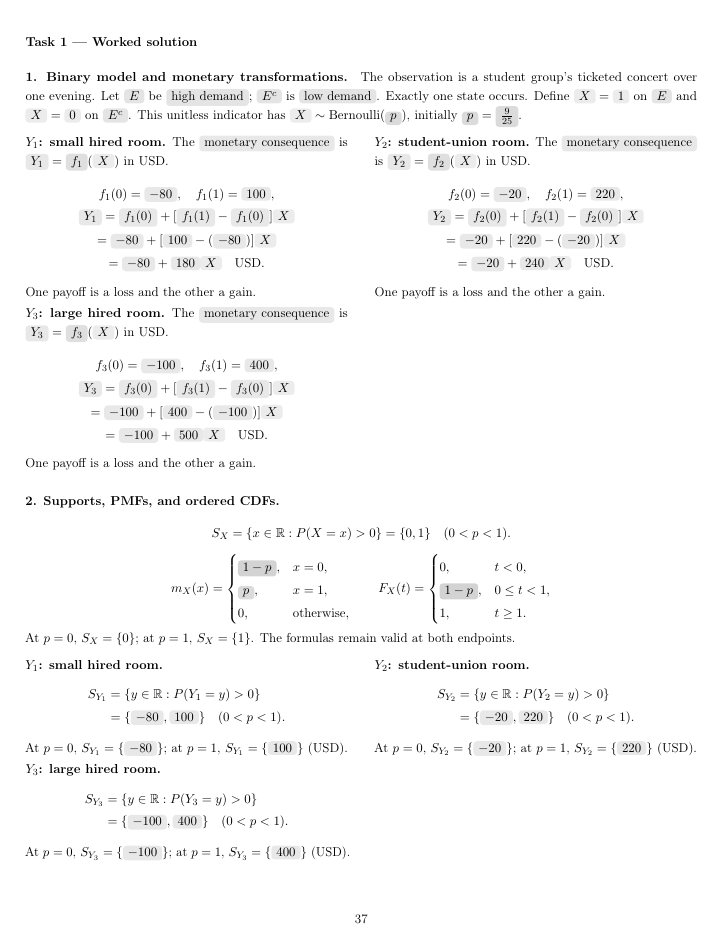 Task 1 — Worked solution
1. Binary model and monetary transformations. The observation is a student group's ticketed concert over
one evening. Let E be high demand ; E^c is low demand . Exactly one state occurs. Define X = 1 on E and
X = 0 on E^c . This unitless indicator has X ∼ Bernoulli( p ), initially p = 9/25 .
Y₁: small hired room. The monetary consequence is
Y₁ = f₁ ( X ) in USD.
f₁(0) = −80 , f₁(1) = 100 ,
Y₁ = f₁(0) + [ f₁(1) − f₁(0) ] X
= −80 + [ 100 − ( −80 )] X
= −80 + 180 X USD.
One payoff is a loss and the other a gain.
Y₂: student-union room. The monetary consequence
is Y₂ = f₂ ( X ) in USD.
f₂(0) = −20 , f₂(1) = 220 ,
Y₂ = f₂(0) + [ f₂(1) − f₂(0) ] X
= −20 + [ 220 − ( −20 )] X
= −20 + 240 X USD.
One payoff is a loss and the other a gain.
Y₃: large hired room. The monetary consequence is
Y₃ = f₃ ( X ) in USD.
f₃(0) = −100 , f₃(1) = 400 ,
Y₃ = f₃(0) + [ f₃(1) − f₃(0) ] X
= −100 + [ 400 − ( −100 )] X
= −100 + 500 X USD.
One payoff is a loss and the other a gain.
2. Supports, PMFs, and ordered CDFs.
S_X = {x ∈ ℝ : P(X = x) > 0} = {0, 1} (0 < p < 1).
m_X(x) = { 1 − p , x = 0,
p , x = 1,
0, otherwise,
F_X(t) = { 0, t < 0,
1 − p , 0 ≤ t < 1,
1, t ≥ 1.
At p = 0, S_X = {0}; at p = 1, S_X = {1}. The formulas remain valid at both endpoints.
Y₁: small hired room.
S_Y₁ = {y ∈ ℝ : P(Y₁ = y) > 0}
= { −80 , 100 } (0 < p < 1).
At p = 0, S_Y₁ = { −80 }; at p = 1, S_Y₁ = { 100 } (USD).
Y₂: student-union room.
S_Y₂ = {y ∈ ℝ : P(Y₂ = y) > 0}
= { −20 , 220 } (0 < p < 1).
At p = 0, S_Y₂ = { −20 }; at p = 1, S_Y₂ = { 220 } (USD).
Y₃: large hired room.
S_Y₃ = {y ∈ ℝ : P(Y₃ = y) > 0}
= { −100 , 400 } (0 < p < 1).
At p = 0, S_Y₃ = { −100 }; at p = 1, S_Y₃ = { 400 } (USD).
37